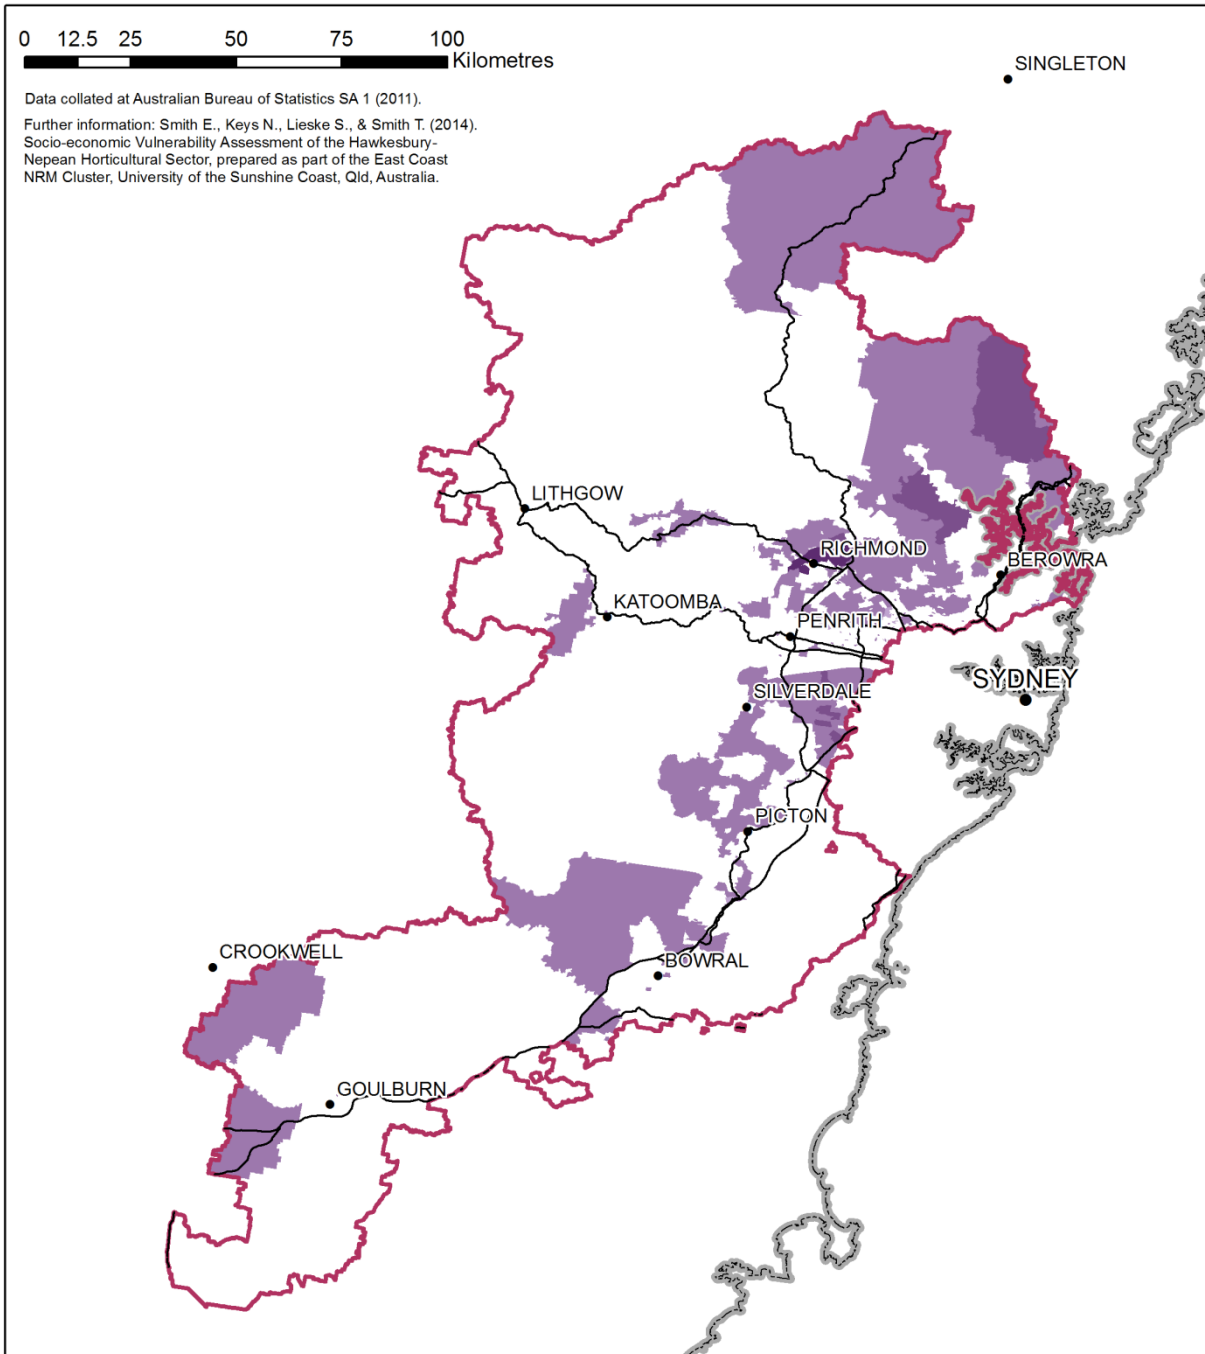 0 12.5 25 50 75 100
Kilometres
Data collated at Australian Bureau of Statistics SA 1 (2011).
Further information: Smith E., Keys N., Lieske S., & Smith T. (2014).
Socio-economic Vulnerability Assessment of the Hawkesbury-
Nepean Horticultural Sector, prepared as part of the East Coast
NRM Cluster, University of the Sunshine Coast, Qld, Australia.
SINGLETON
LITHGOW
RICHMOND
BEROWRA
KATOOMBA
PENRITH
SYDNEY
SILVERDALE
PICTON
CROOKWELL
BOWRAL
GOULBURN